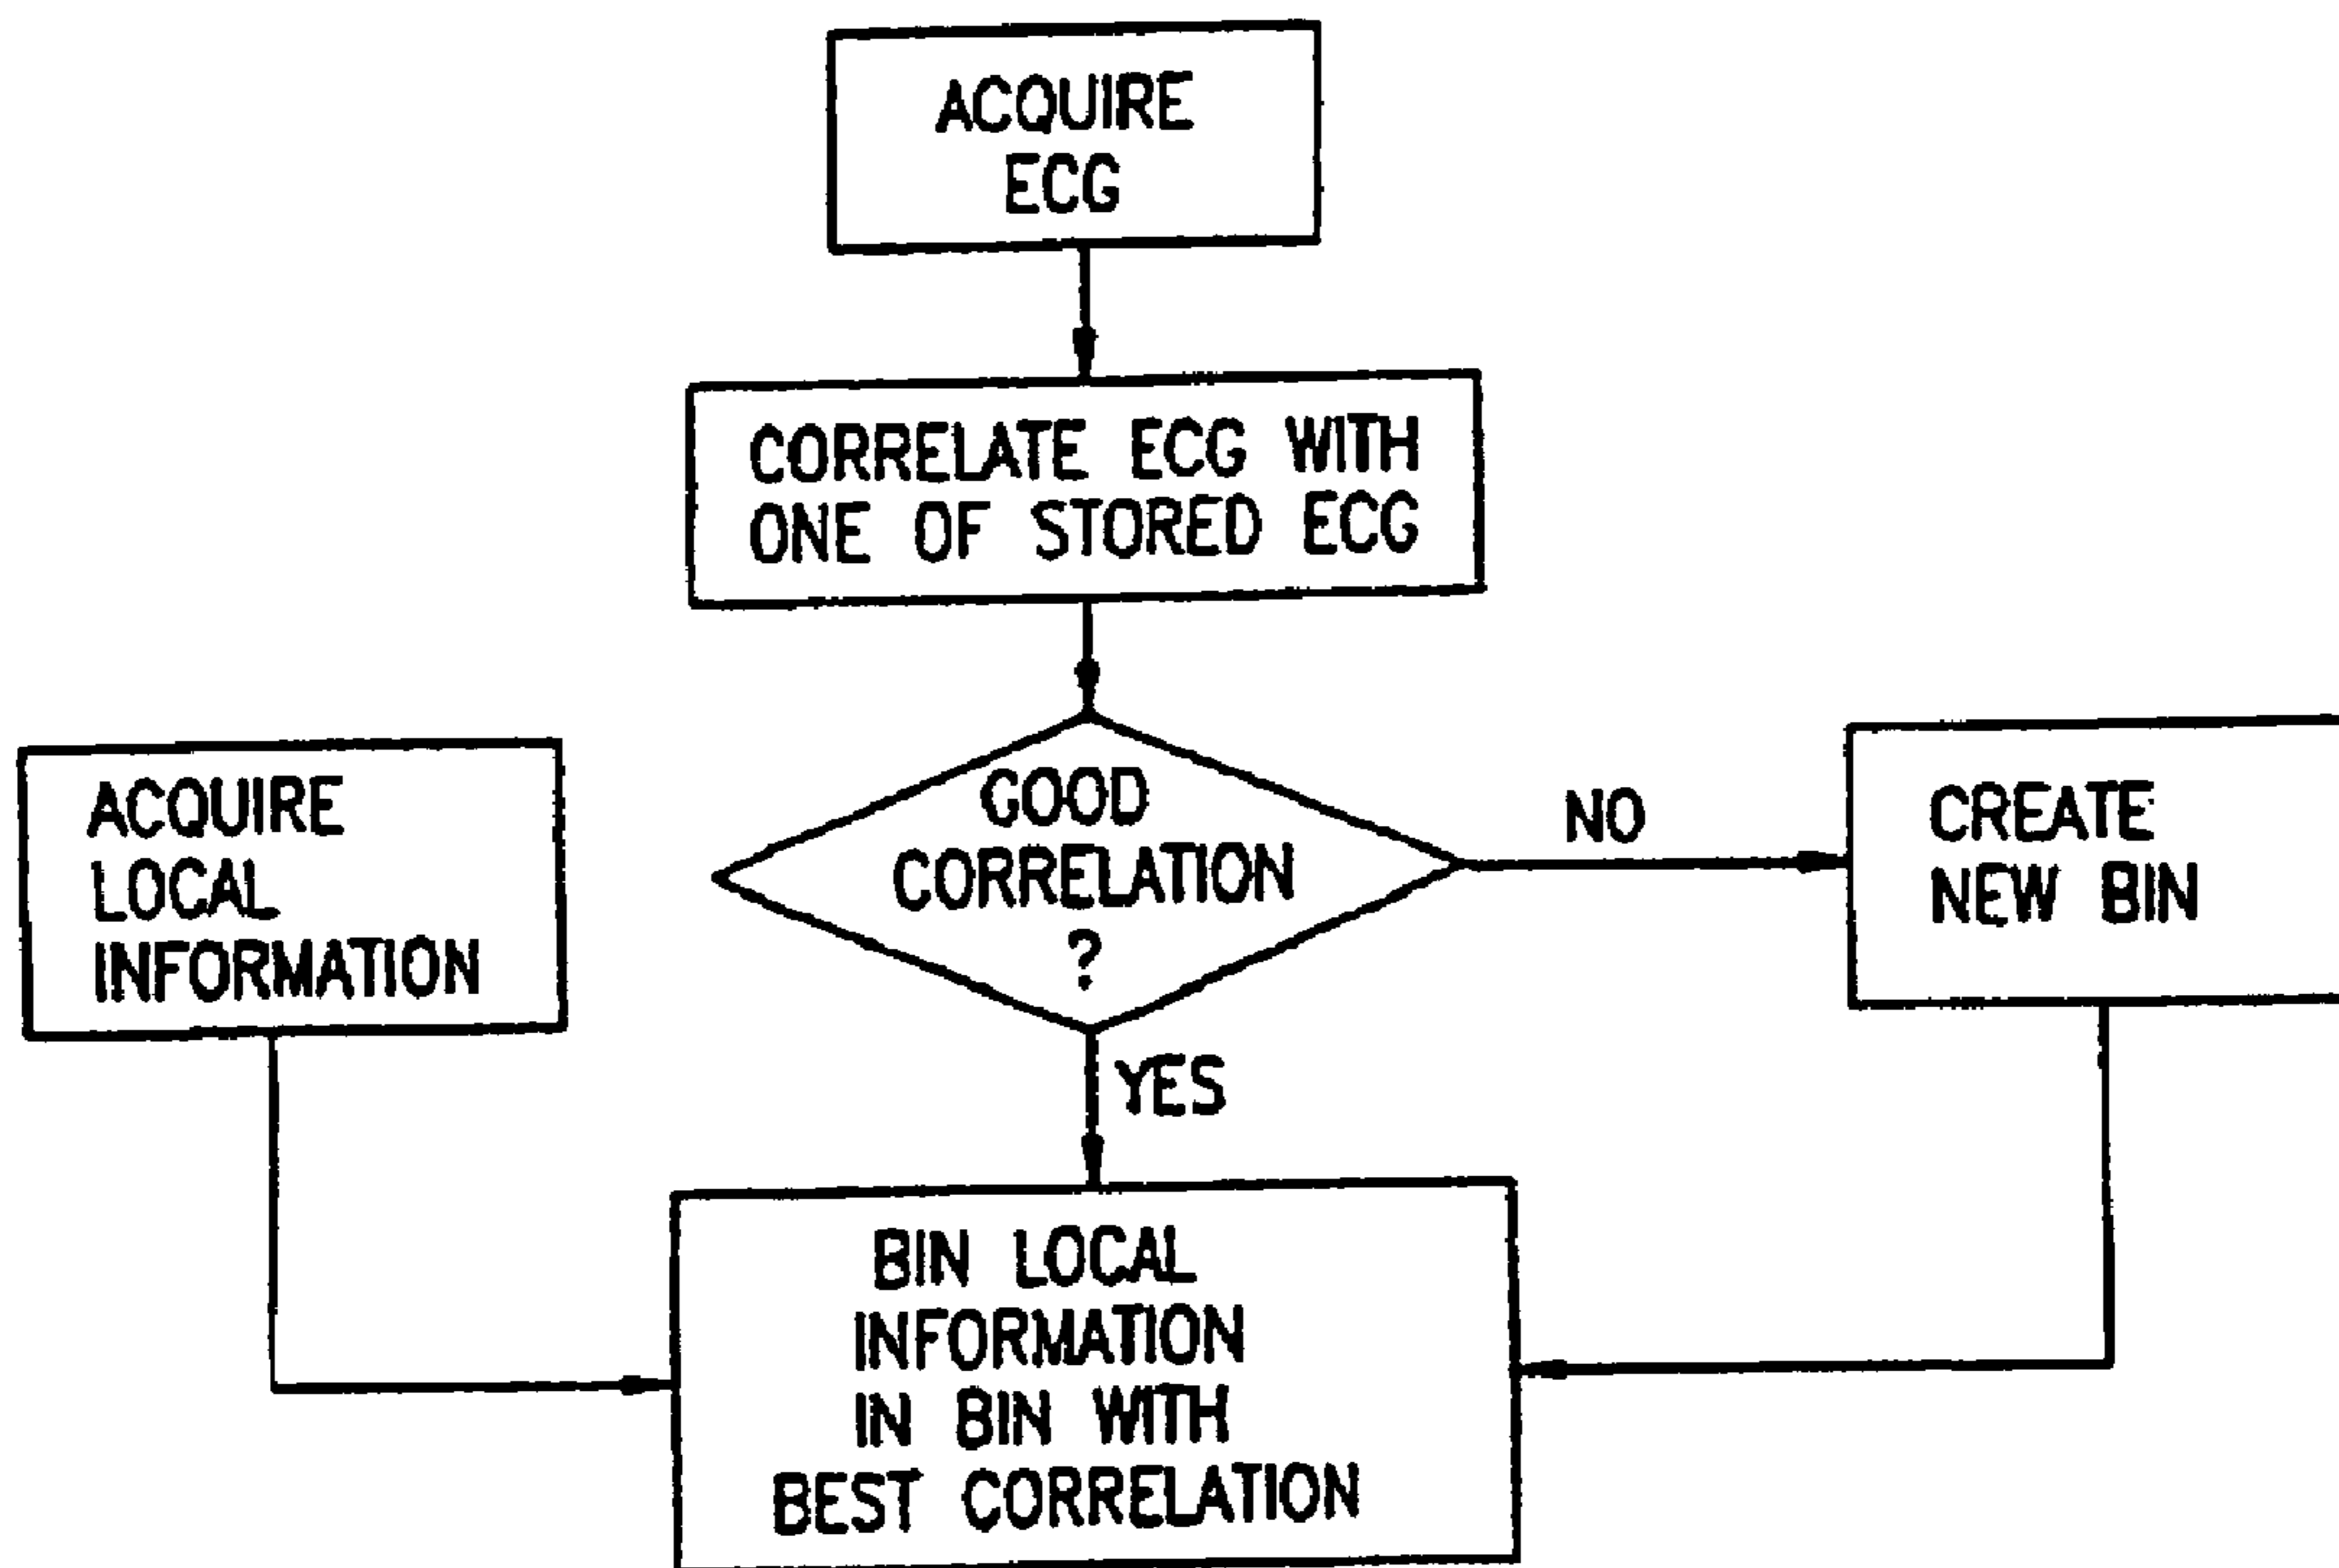 ACQUIRE
ECG
CORRELATE ECG WITH
ONE OF STORED ECG
ACQUIRE
LOCAL
INFORMATION
GOOD
CORRELATION
?
NO
CREATE
NEW BIN
YES
BIN LOCAL
INFORMATION
IN BIN WITH
BEST CORRELATION